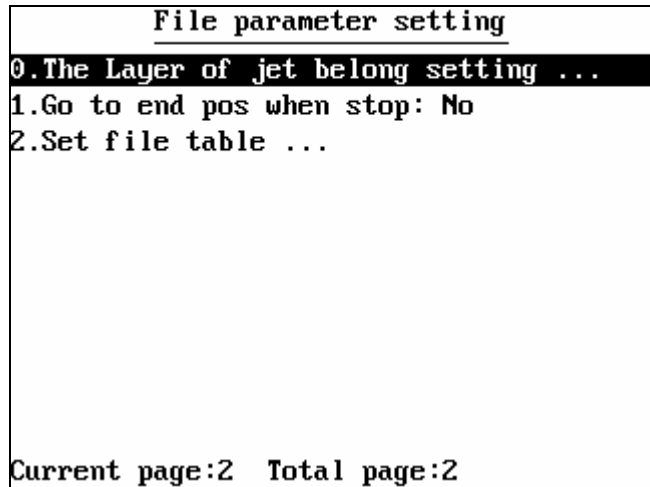 File parameter setting
0.The Layer of jet belong setting ...
1.Go to end pos when stop: No
2.Set file table ...
Current page:2 Total page:2